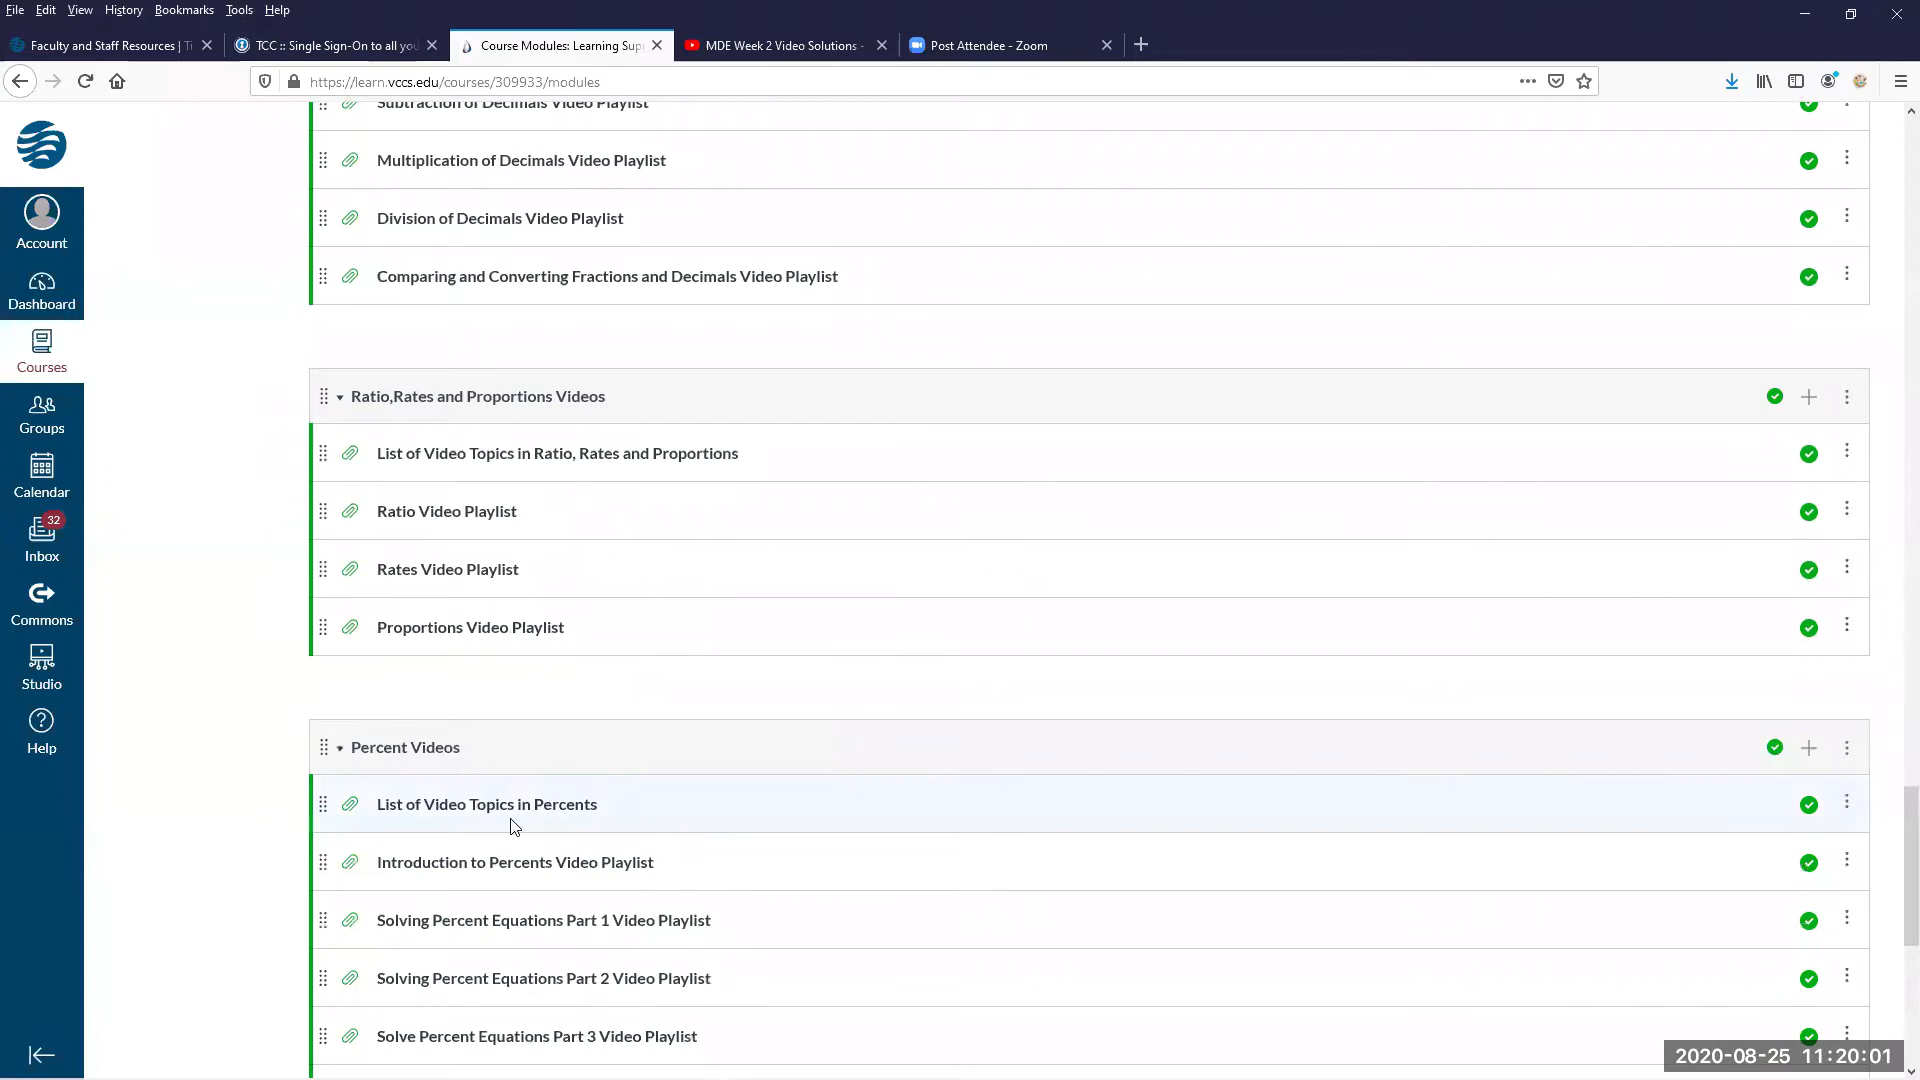 File Edit View History Bookmarks Tools Help
Faculty and Staff Resources | Ti
TCC :: Single Sign-On to all you
Course Modules: Learning Sup
MDE Week 2 Video Solutions -
Post Attendee - Zoom
https://learn.vccs.edu/courses/309933/modules
Subtraction of Decimals Video Playlist
Multiplication of Decimals Video Playlist
Division of Decimals Video Playlist
Comparing and Converting Fractions and Decimals Video Playlist
Ratio,Rates and Proportions Videos
List of Video Topics in Ratio, Rates and Proportions
Ratio Video Playlist
Rates Video Playlist
Proportions Video Playlist
Percent Videos
List of Video Topics in Percents
Introduction to Percents Video Playlist
Solving Percent Equations Part 1 Video Playlist
Solving Percent Equations Part 2 Video Playlist
Solve Percent Equations Part 3 Video Playlist
Account
Dashboard
Courses
Groups
Calendar
32
Inbox
Commons
Studio
Help
2020-08-25 11:20:01